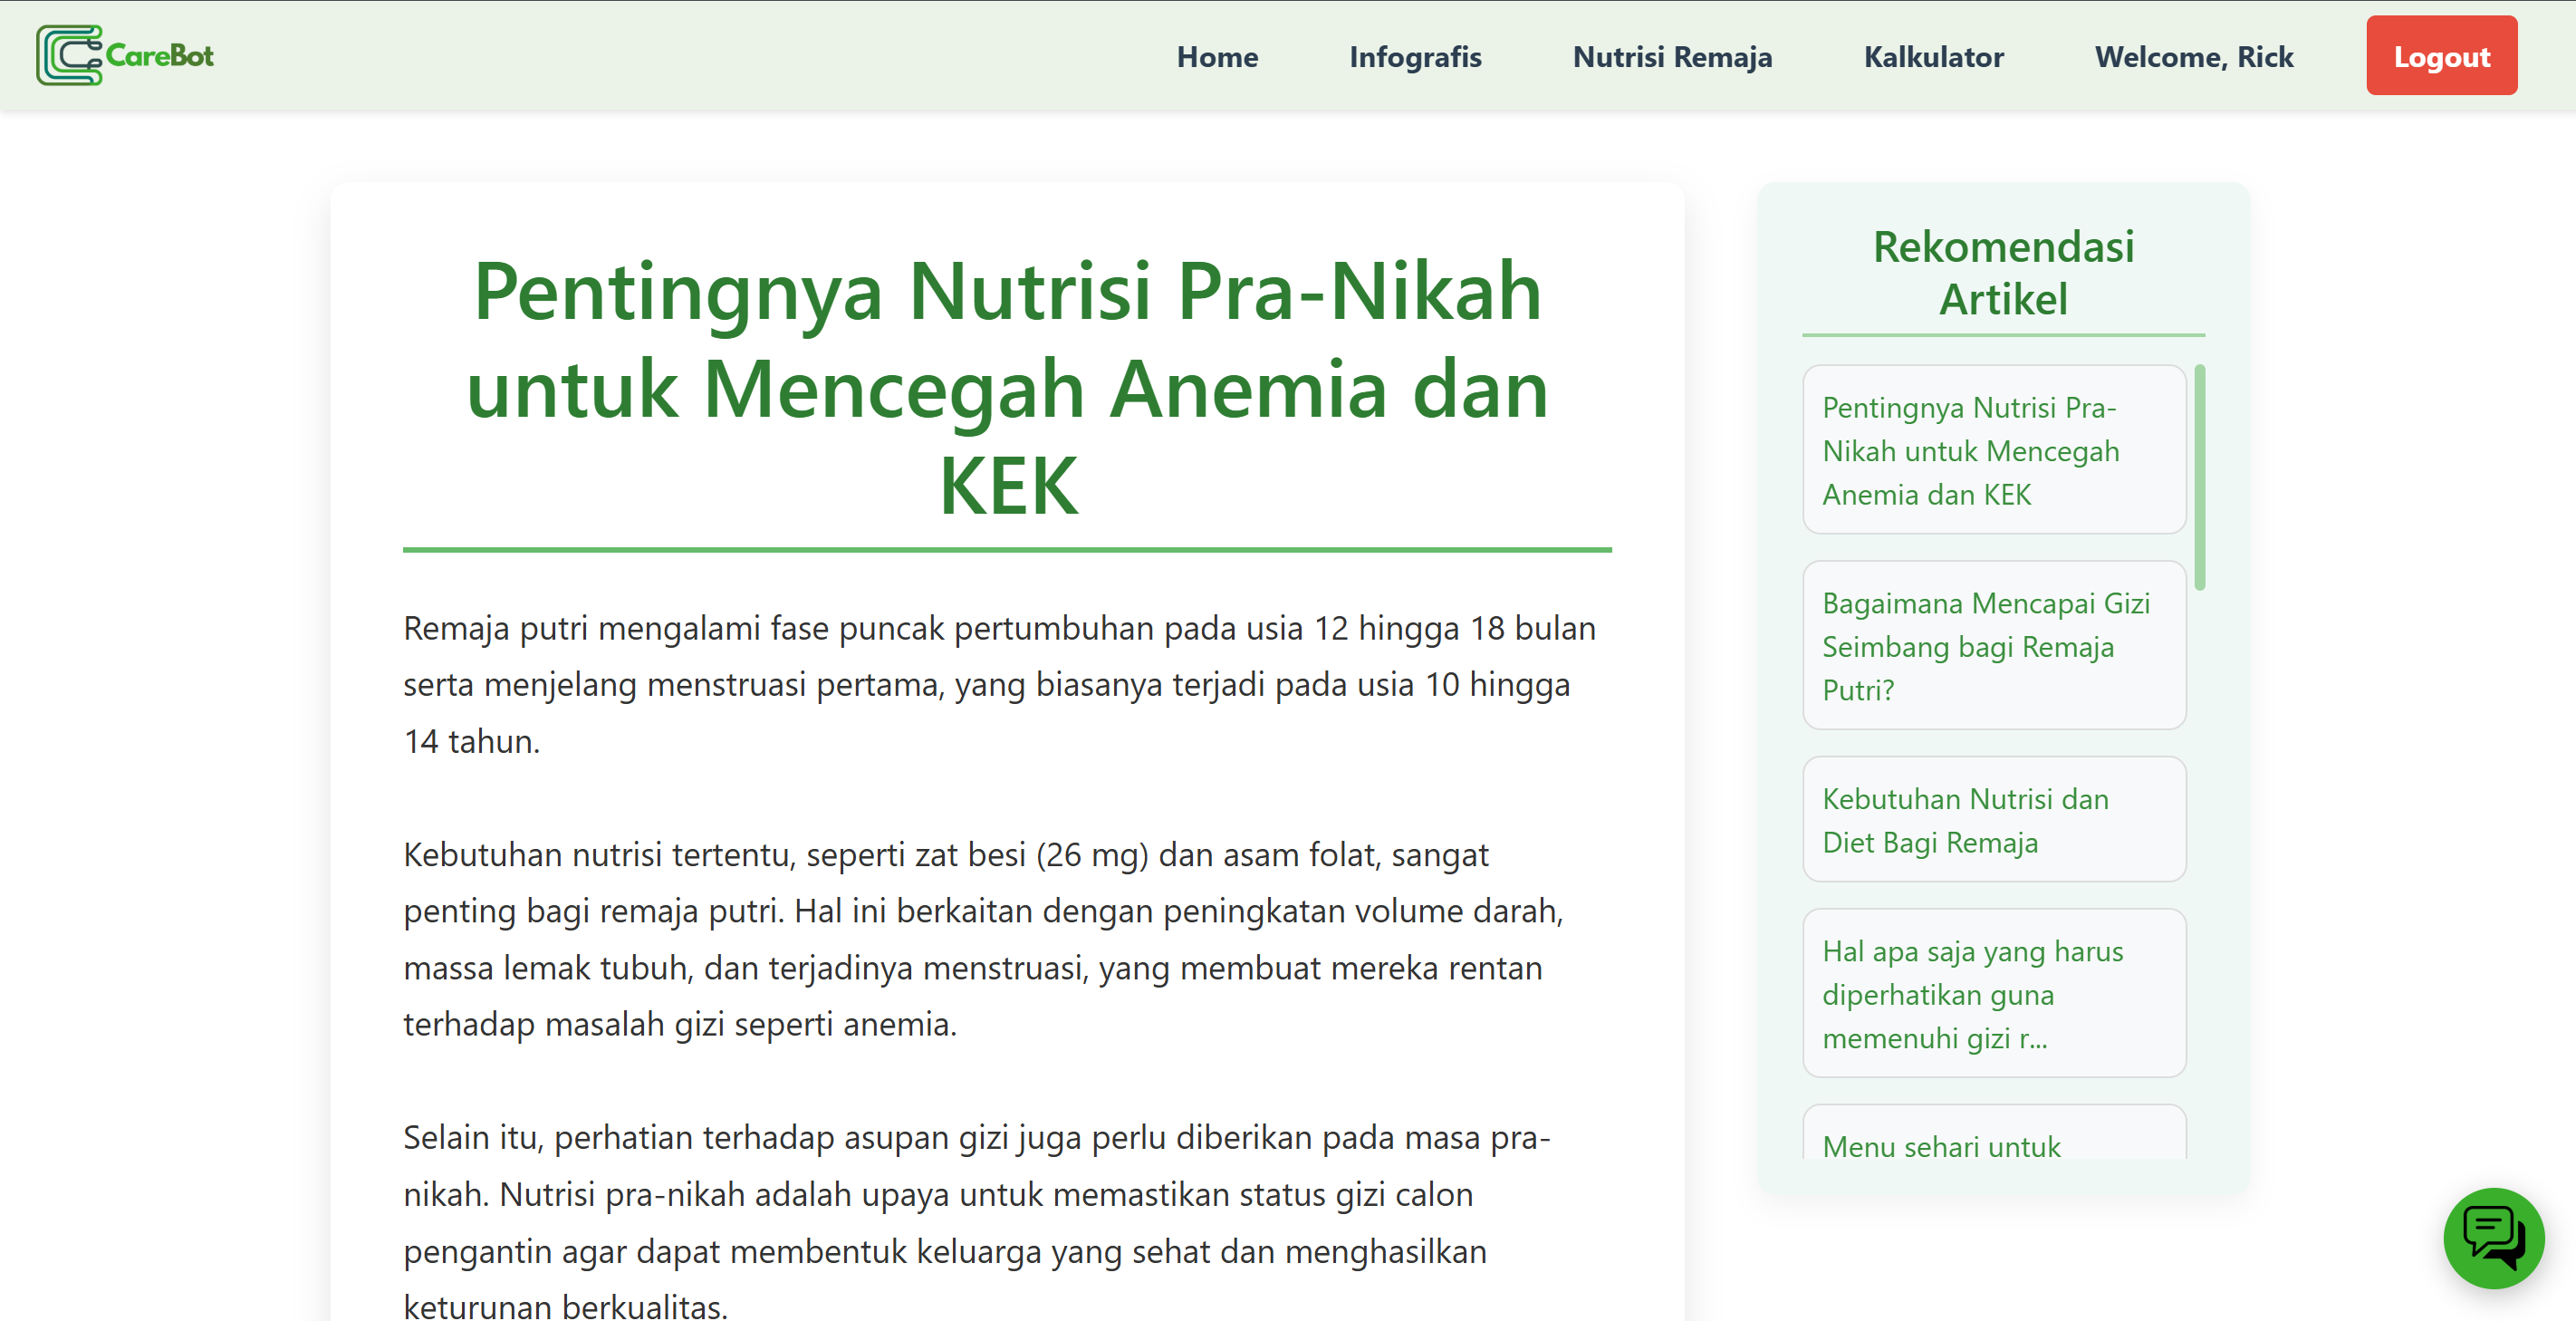 CareBot
Home
Infografis
Nutrisi Remaja
Kalkulator
Welcome, Rick
Logout
Pentingnya Nutrisi Pra-Nikah
untuk Mencegah Anemia dan
KEK
Remaja putri mengalami fase puncak pertumbuhan pada usia 12 hingga 18 bulan
serta menjelang menstruasi pertama, yang biasanya terjadi pada usia 10 hingga
14 tahun.
Kebutuhan nutrisi tertentu, seperti zat besi (26 mg) dan asam folat, sangat
penting bagi remaja putri. Hal ini berkaitan dengan peningkatan volume darah,
massa lemak tubuh, dan terjadinya menstruasi, yang membuat mereka rentan
terhadap masalah gizi seperti anemia.
Selain itu, perhatian terhadap asupan gizi juga perlu diberikan pada masa pra-
nikah. Nutrisi pra-nikah adalah upaya untuk memastikan status gizi calon
pengantin agar dapat membentuk keluarga yang sehat dan menghasilkan
keturunan berkualitas.
Rekomendasi
Artikel
Pentingnya Nutrisi Pra-
Nikah untuk Mencegah
Anemia dan KEK
Bagaimana Mencapai Gizi
Seimbang bagi Remaja
Putri?
Kebutuhan Nutrisi dan
Diet Bagi Remaja
Hal apa saja yang harus
diperhatikan guna
memenuhi gizi r...
Menu sehari untuk